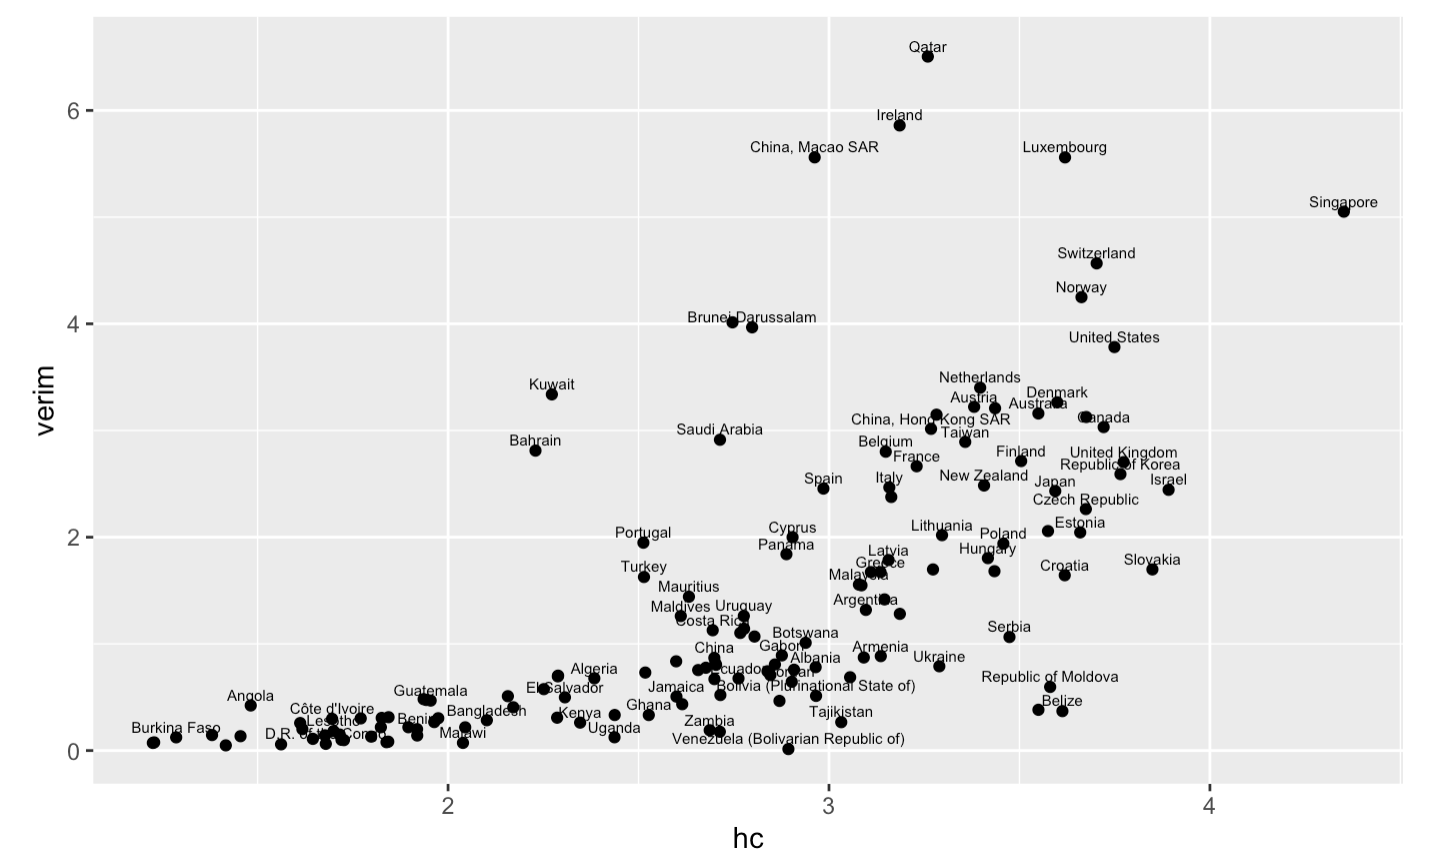 Qatar
6
Ireland
China, Macao SAR
Luxembourg
Singapore
Switzerland
Norway
4
Brunei Darussalam
United States
Kuwait
Netherlands
Denmark
Austria
Australia
China, Hong Kong SAR
Canada
Saudi Arabia
Taiwan
Bahrain
Belgium
France
Finland
United Kingdom
Republic of Korea
Spain
Italy
New Zealand
Japan
Israel
Czech Republic
verim
2
Portugal
Cyprus
Lithuania
Poland
Estonia
Panama
Latvia
Hungary
Greece
Turkey
Malaysia
Croatia
Slovakia
Mauritius
Maldives
Uruguay
Argentina
Costa Rica
Botswana
Serbia
China
Gabon
Albania
Armenia
Ukraine
Algeria
Ecuador
Jordan
Republic of Moldova
Angola
Guatemala
El Salvador
Jamaica
Bolivia (Plurinational State of)
Belize
Côte d'Ivoire
Lesotho
Benin
Bangladesh
Kenya
Ghana
Tajikistan
Burkina Faso
D.R. of the Congo
Malawi
Uganda
Zambia
Venezuela (Bolivarian Republic of)
0
2
3
4
hc